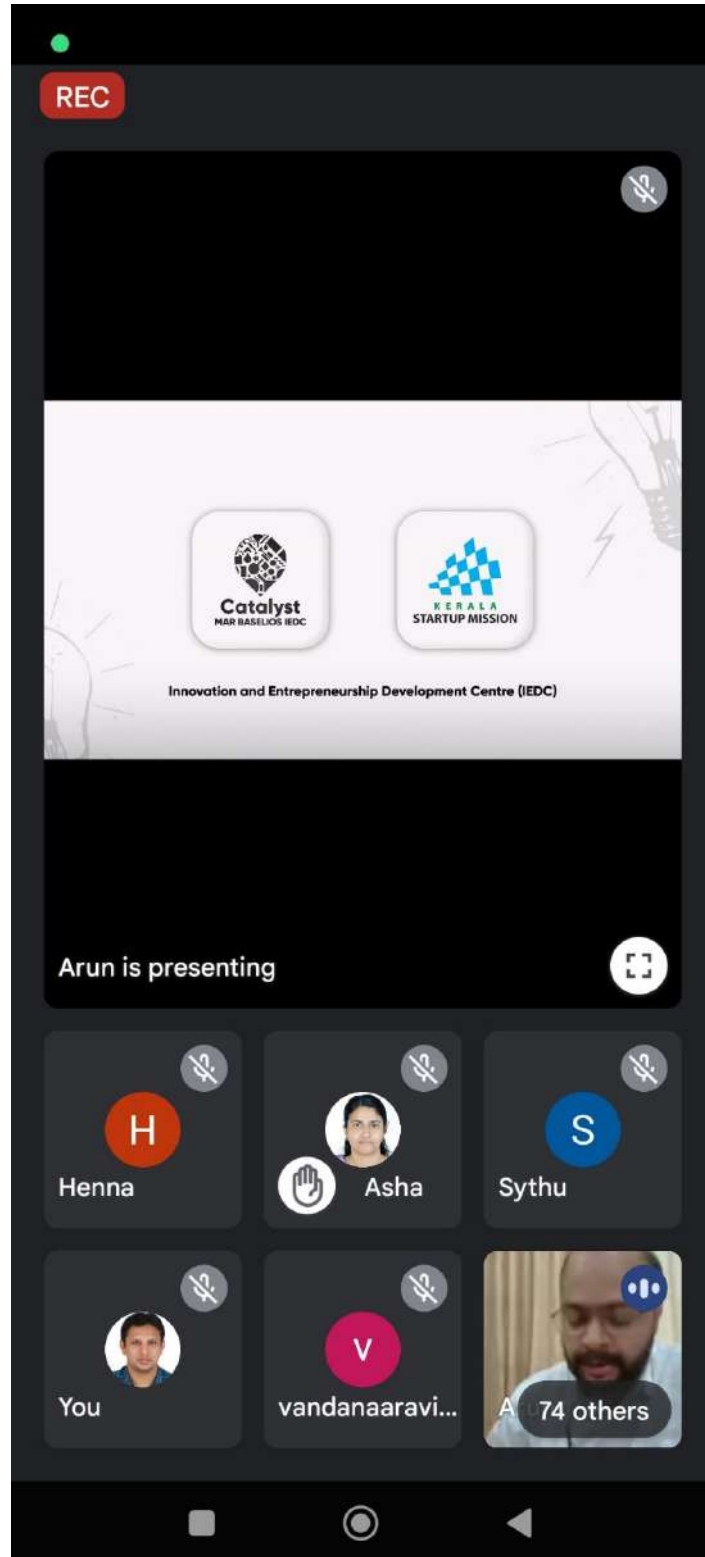 REC
Catalyst
MAR BASELIOS IEDC
KERALA
STARTUP MISSION
Innovation and Entrepreneurship Development Centre (IEDC)
Arun is presenting
H
Henna
Asha
S
Sythu
You
V
vandanaaravi...
A
74 others